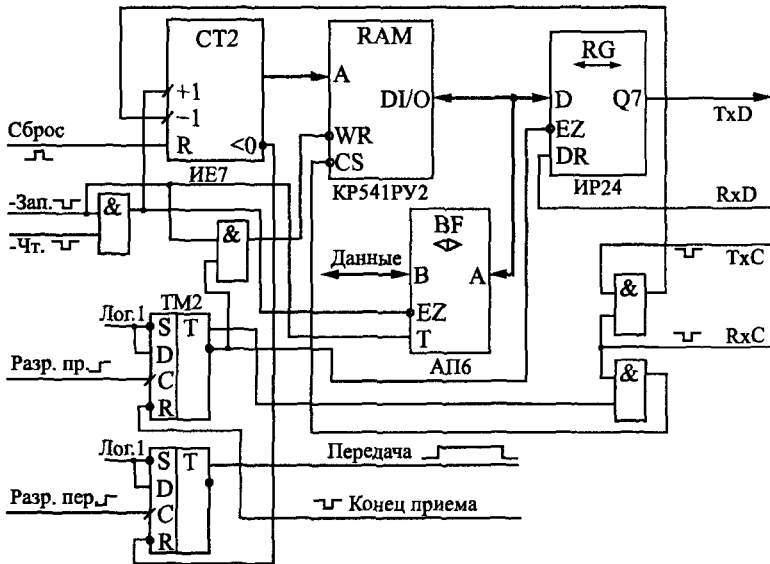 CT2
+1
−1
R
<0
ИЕ7
RAM
A
DI/O
WR
CS
КР541РУ2
RG
D
Q7
EZ
DR
ИР24
TxD
RxD
TxC
RxC
Сброс
-Зап.
-Чт.
&
&
Данные
BF
B
A
EZ
T
АП6
&
&
ТМ2
Лог.1
S
T
D
Разр. пр.
C
R
Лог.1
S
T
D
Разр. пер.
C
R
Передача
Конец приема